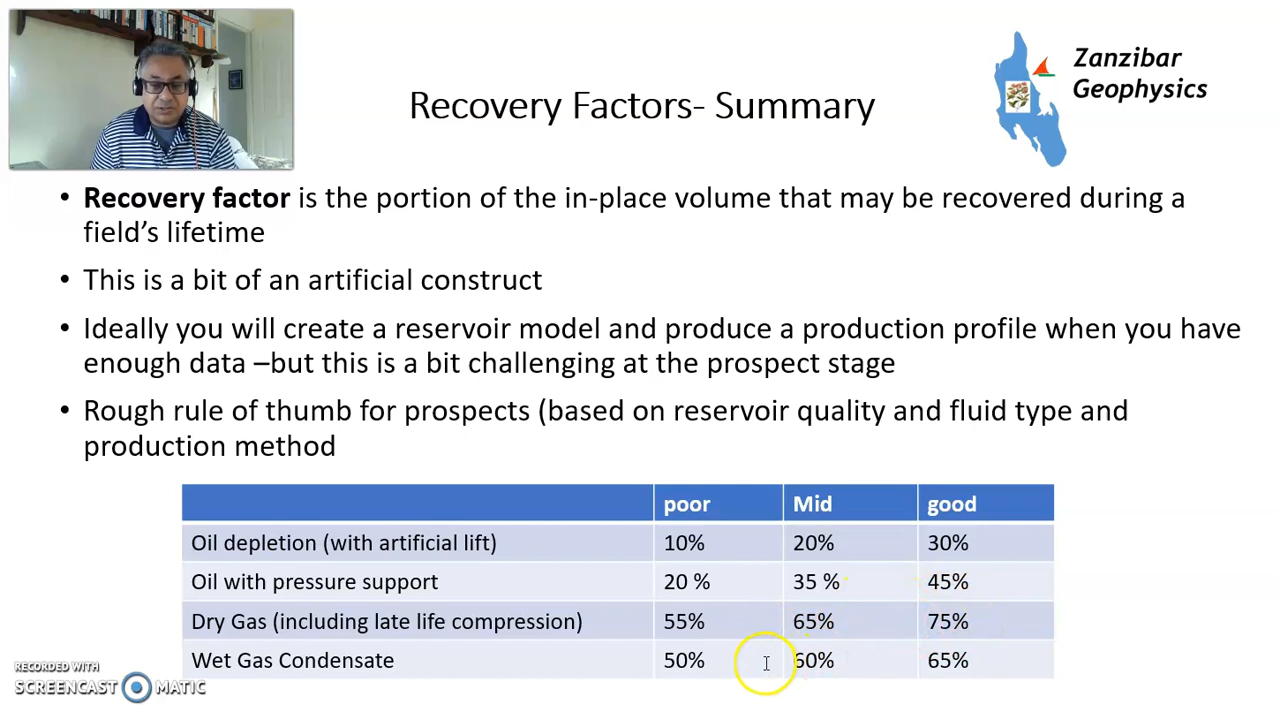 Zanzibar
Geophysics
Recovery Factors- Summary
• Recovery factor is the portion of the in-place volume that may be recovered during a
field's lifetime
• This is a bit of an artificial construct
• Ideally you will create a reservoir model and produce a production profile when you have
enough data –but this is a bit challenging at the prospect stage
• Rough rule of thumb for prospects (based on reservoir quality and fluid type and
production method
poor Mid good
Oil depletion (with artificial lift) 10% 20% 30%
Oil with pressure support 20 % 35 % 45%
Dry Gas (including late life compression) 55% 65% 75%
Wet Gas Condensate 50% 60% 65%
RECORDED WITH
SCREENCAST MATIC